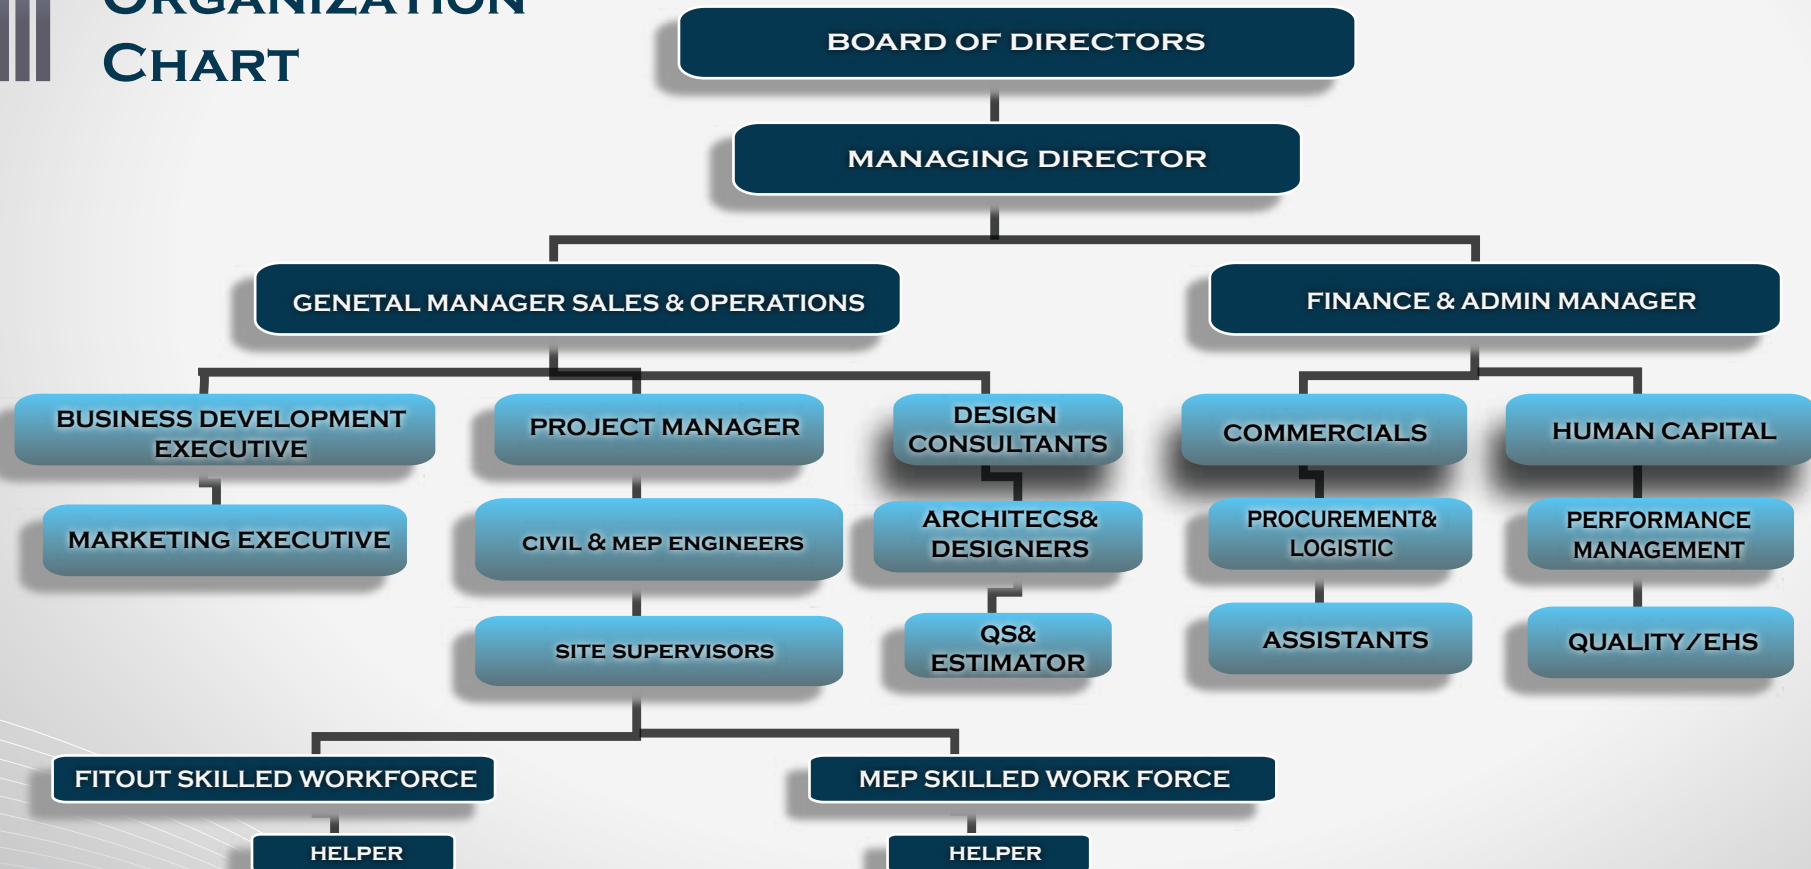 ORGANIZATION
CHART
BOARD OF DIRECTORS
MANAGING DIRECTOR
GENETAL MANAGER SALES & OPERATIONS
FINANCE & ADMIN MANAGER
BUSINESS DEVELOPMENT
EXECUTIVE
PROJECT MANAGER
DESIGN
CONSULTANTS
COMMERCIALS
HUMAN CAPITAL
MARKETING EXECUTIVE
CIVIL & MEP ENGINEERS
ARCHITECS&
DESIGNERS
PROCUREMENT&
LOGISTIC
PERFORMANCE
MANAGEMENT
SITE SUPERVISORS
QS&
ESTIMATOR
ASSISTANTS
QUALITY/EHS
FITOUT SKILLED WORKFORCE
MEP SKILLED WORK FORCE
HELPER
HELPER